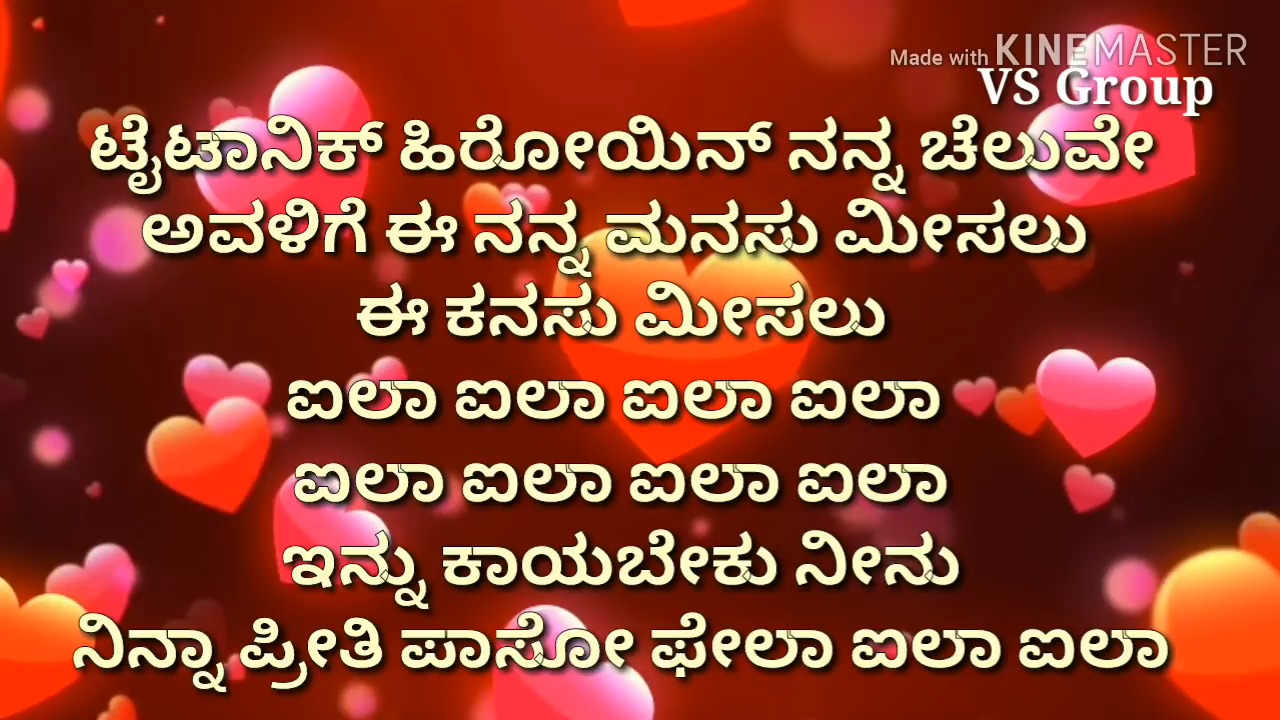 Made with KINEMASTER
VS Group
ಟೈಟಾನಿಕ್ ಹಿರೋಯಿನ್ ನನ್ನ ಚೆಲುವೇ
ಅವಳಿಗೆ ಈ ನನ್ನ ಮನಸು ಮೀಸಲು
ಈ ಕನಸು ಮೀಸಲು
ಐಲಾ ಐಲಾ ಐಲಾ ಐಲಾ
ಐಲಾ ಐಲಾ ಐಲಾ ಐಲಾ
ಇನ್ನು ಕಾಯಬೇಕು ನೀನು
ನಿನ್ನಾ ಪ್ರೀತಿ ಪಾಸೋ ಫೇಲಾ ಐಲಾ ಐಲಾ